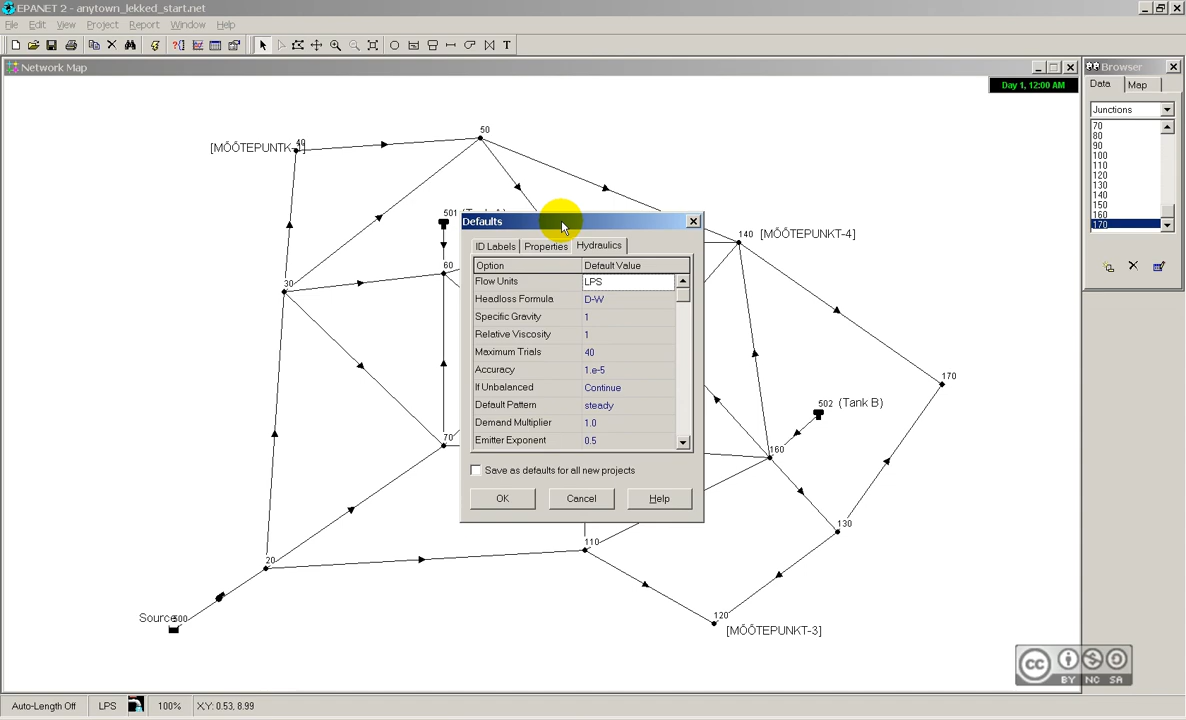 EPANET 2 - anytown_lekked_start.net
File Edit View Project Report Window Help
Network Map
Day 1, 12:00 AM
Browser
Data Map
Junctions
70
80
90
100
110
120
130
140
150
160
170
[MÕÕTEPUNTK-1]
40
50
501
140 [MÕÕTEPUNKT-4]
60
30
170
502 (Tank B)
70
160
130
110
20
120
[MÕÕTEPUNKT-3]
Source
500
Defaults
ID Labels Properties Hydraulics
Option Default Value
Flow Units LPS
Headloss Formula D-W
Specific Gravity 1
Relative Viscosity 1
Maximum Trials 40
Accuracy 1.e-5
If Unbalanced Continue
Default Pattern steady
Demand Multiplier 1.0
Emitter Exponent 0.5
Save as defaults for all new projects
OK Cancel Help
cc BY NC SA
Auto-Length Off LPS 100% X,Y: 0.53, 8.99